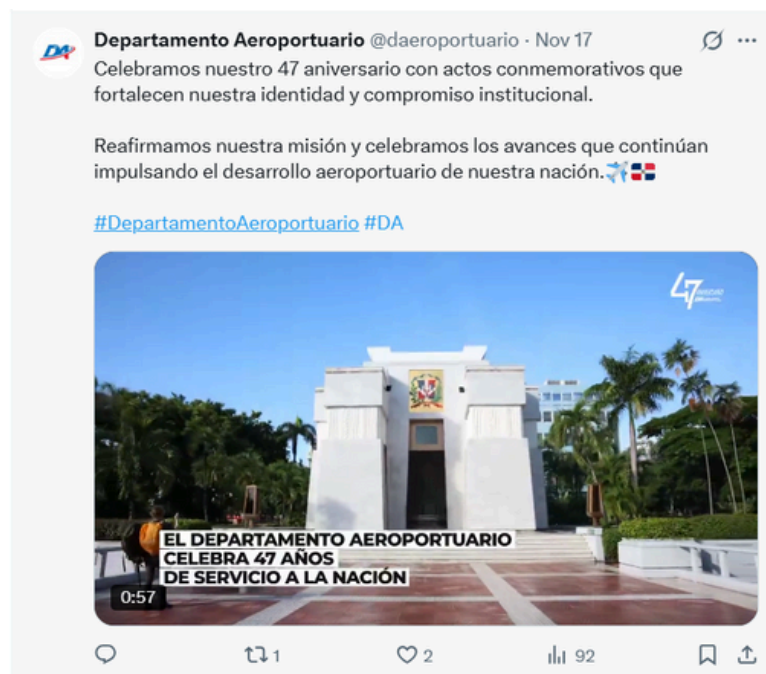 DA
Departamento Aeroportuario @daeroportuario · Nov 17
Celebramos nuestro 47 aniversario con actos conmemorativos que
fortalecen nuestra identidad y compromiso institucional.
Reafirmamos nuestra misión y celebramos los avances que continúan
impulsando el desarrollo aeroportuario de nuestra nación.
#DepartamentoAeroportuario #DA
47
EL DEPARTAMENTO AEROPORTUARIO
CELEBRA 47 AÑOS
DE SERVICIO A LA NACIÓN
0:57
1 2 92